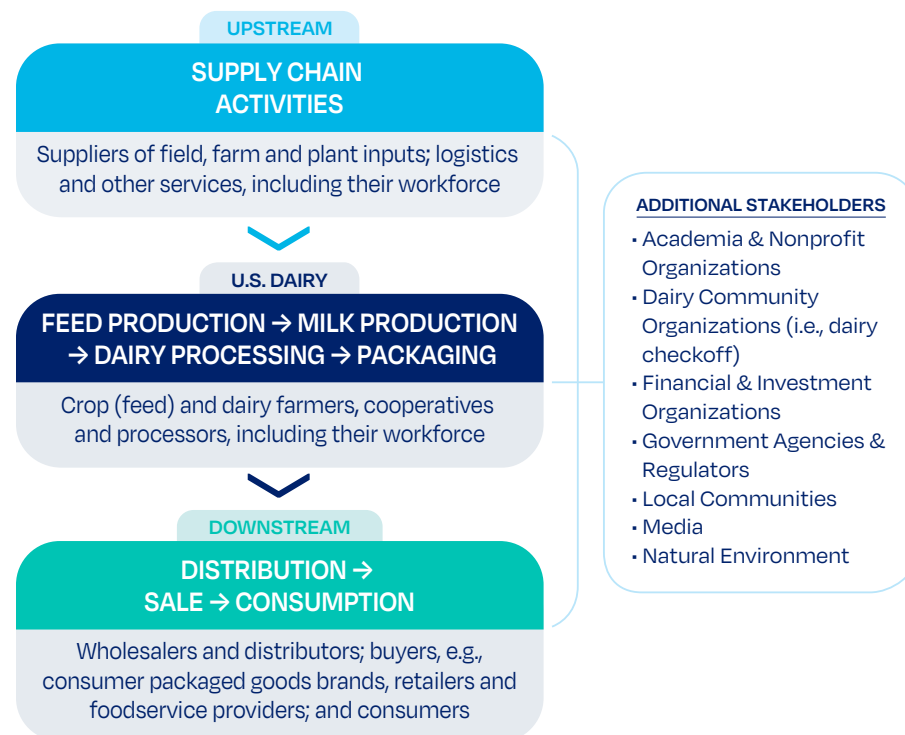 UPSTREAM
SUPPLY CHAIN
ACTIVITIES
Suppliers of field, farm and plant inputs; logistics
and other services, including their workforce
U.S. DAIRY
FEED PRODUCTION → MILK PRODUCTION
→ DAIRY PROCESSING → PACKAGING
Crop (feed) and dairy farmers, cooperatives
and processors, including their workforce
DOWNSTREAM
DISTRIBUTION →
SALE → CONSUMPTION
Wholesalers and distributors; buyers, e.g.,
consumer packaged goods brands, retailers and
foodservice providers; and consumers
ADDITIONAL STAKEHOLDERS
▪ Academia & Nonprofit
Organizations
▪ Dairy Community
Organizations (i.e., dairy
checkoff)
▪ Financial & Investment
Organizations
▪ Government Agencies &
Regulators
▪ Local Communities
▪ Media
▪ Natural Environment